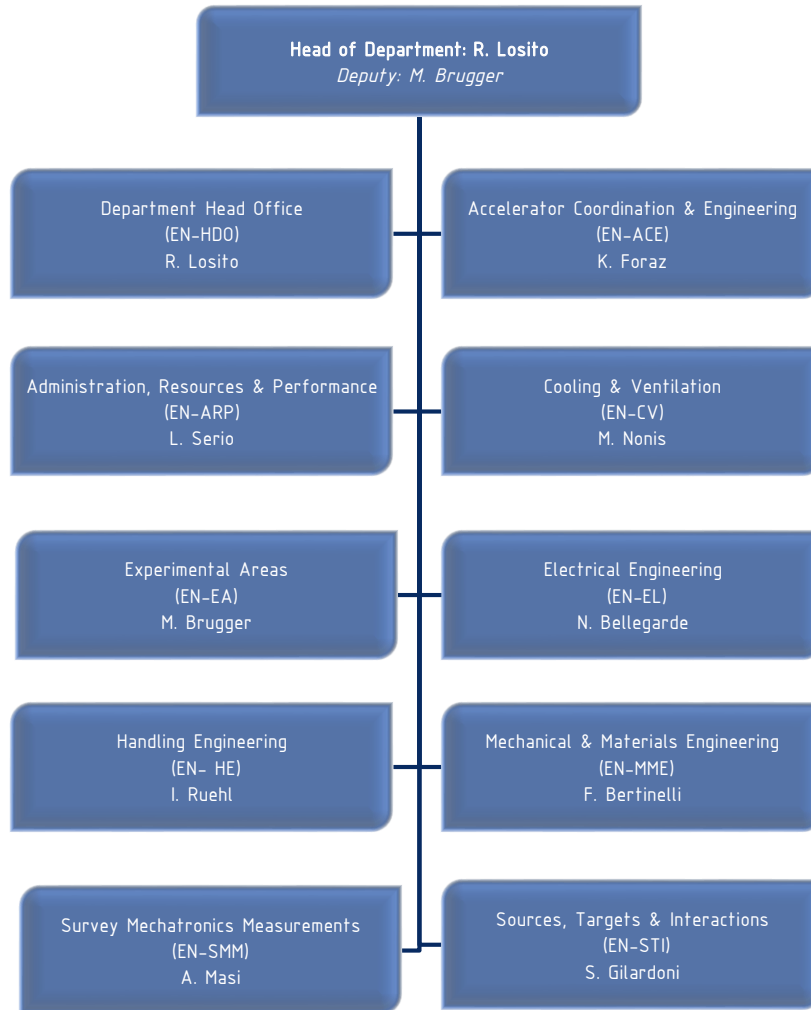 Head of Department: R. Losito
Deputy: M. Brugger
Department Head Office
(EN-HDO)
R. Losito
Accelerator Coordination & Engineering
(EN-ACE)
K. Foraz
Administration, Resources & Performance
(EN-ARP)
L. Serio
Cooling & Ventilation
(EN-CV)
M. Nonis
Experimental Areas
(EN-EA)
M. Brugger
Electrical Engineering
(EN-EL)
N. Bellegarde
Handling Engineering
(EN- HE)
I. Ruehl
Mechanical & Materials Engineering
(EN-MME)
F. Bertinelli
Survey Mechatronics Measurements
(EN-SMM)
A. Masi
Sources, Targets & Interactions
(EN-STI)
S. Gilardoni